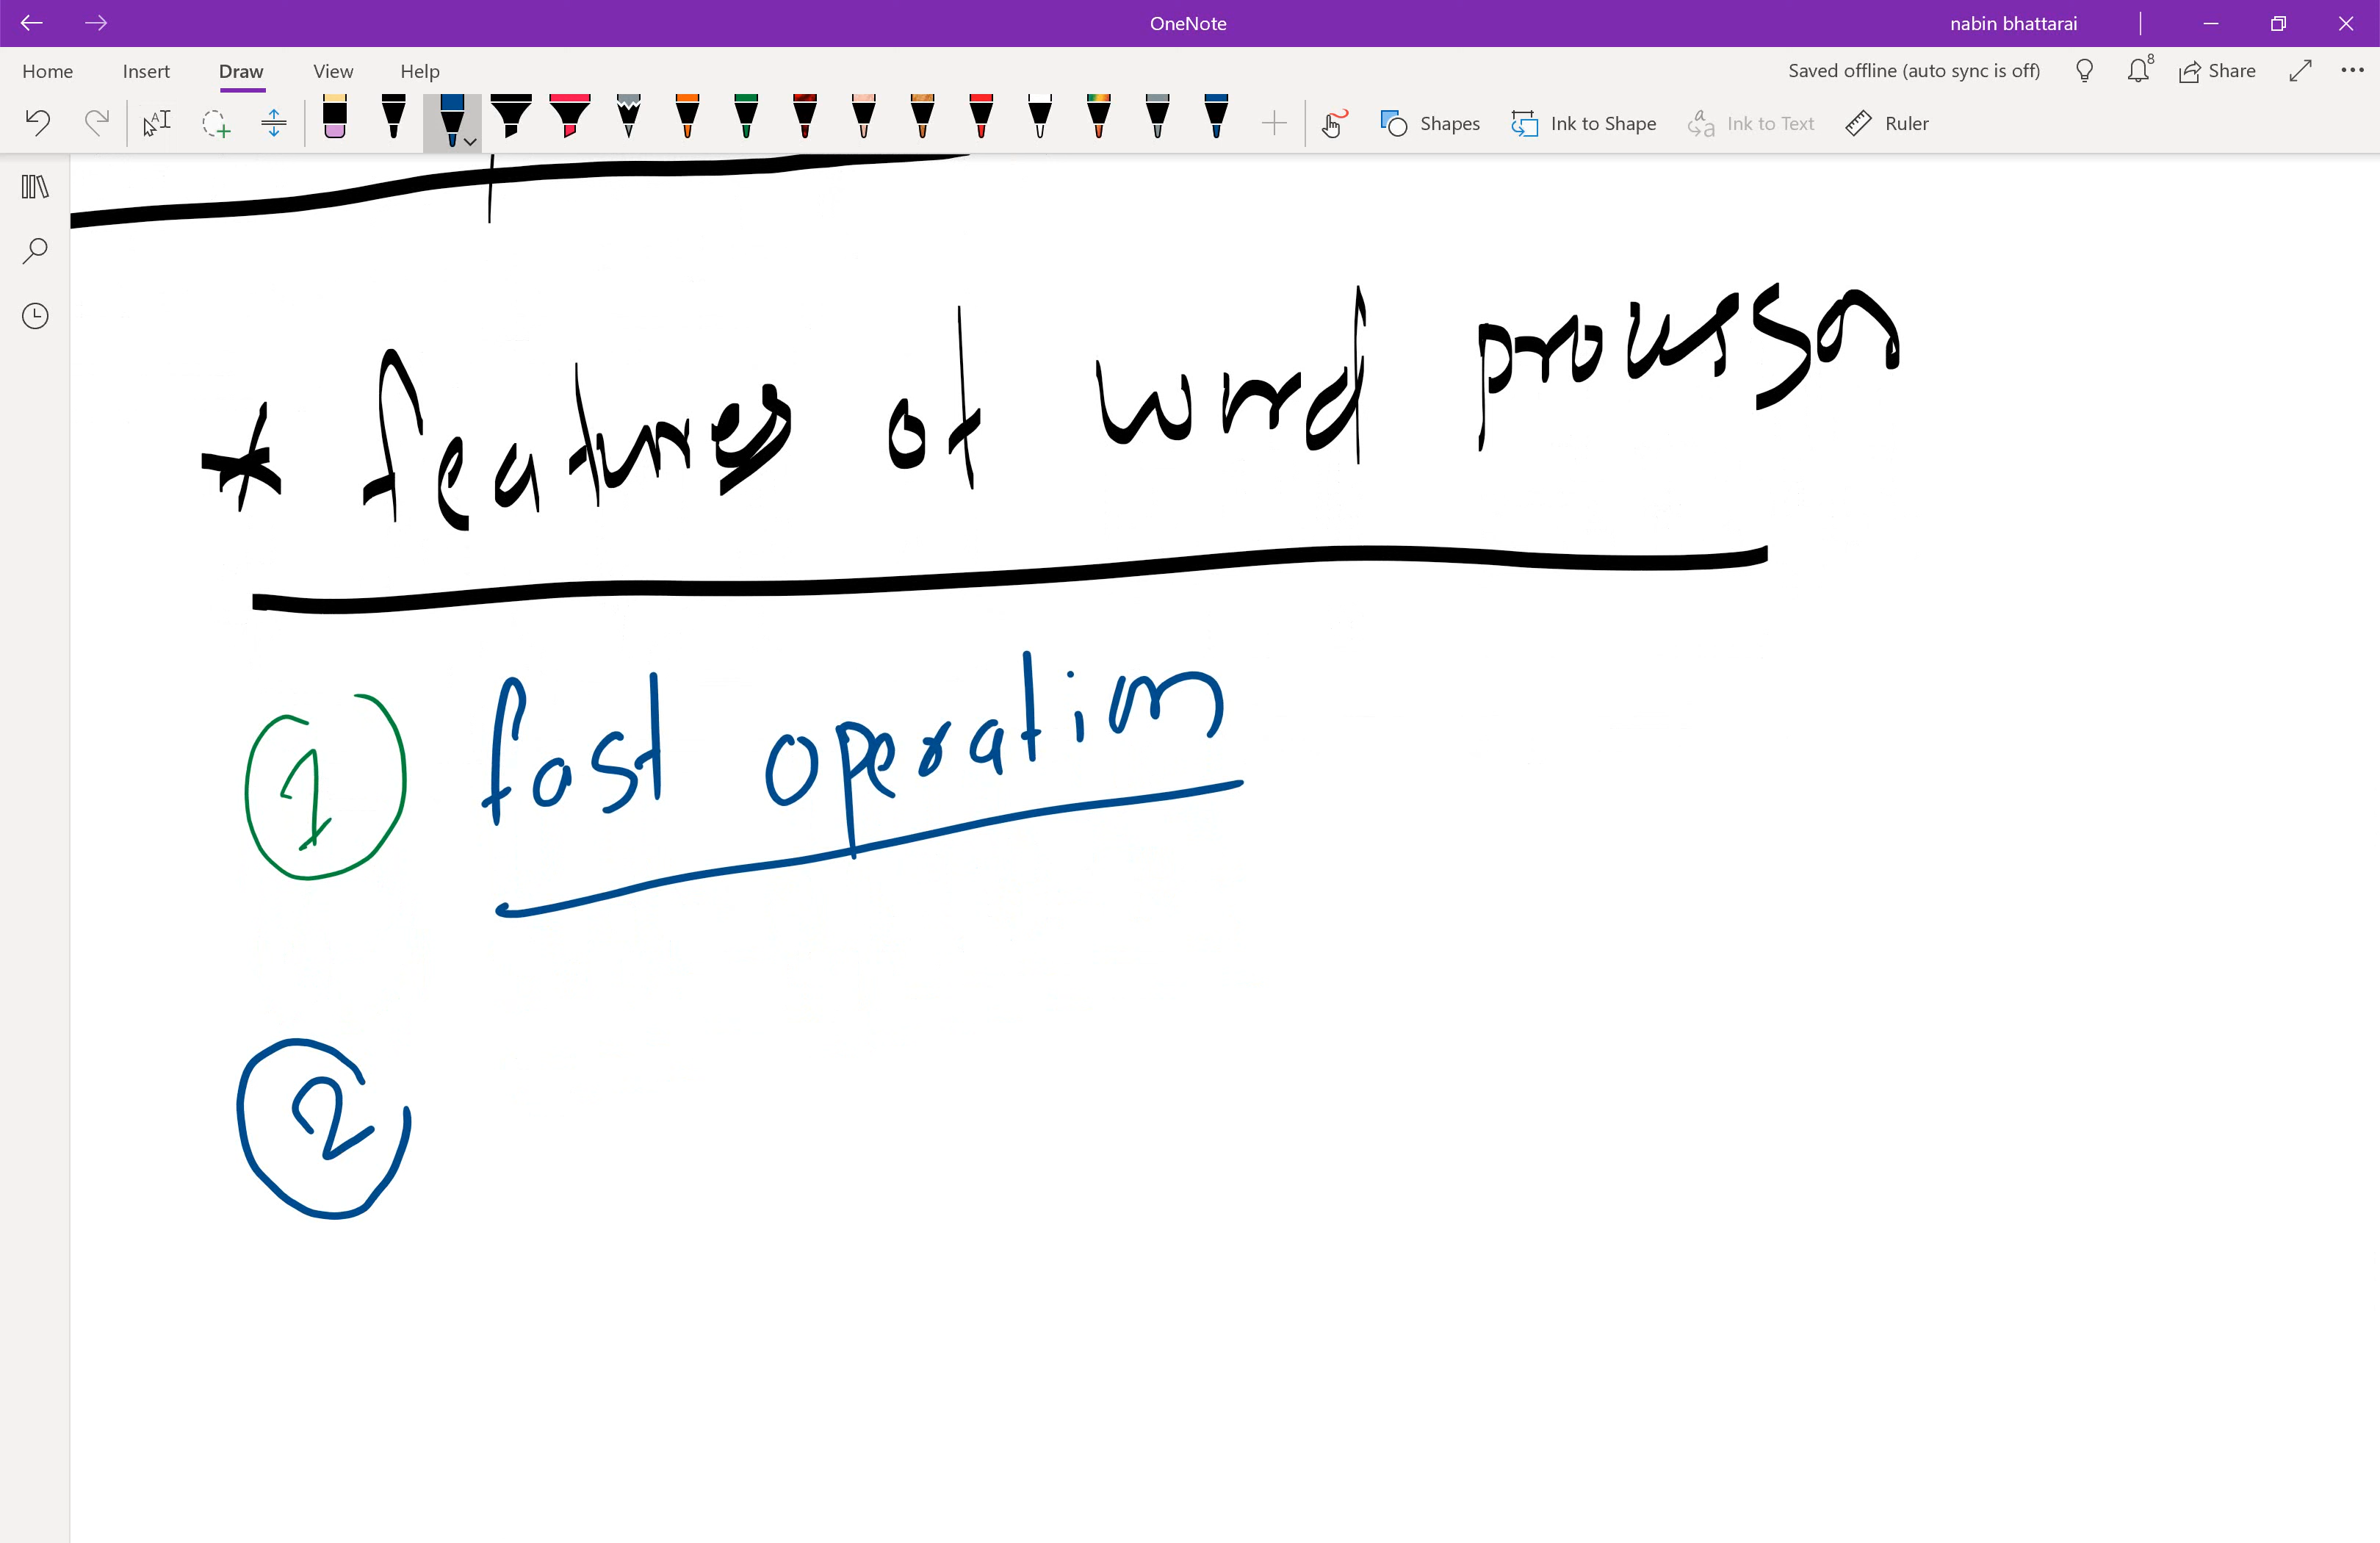 OneNote
nabin bhattarai
Home Insert Draw View Help
Saved offline (auto sync is off)
8
Share
Shapes
Ink to Shape
Ink to Text
Ruler
* features of word processor
1 fast operation
2